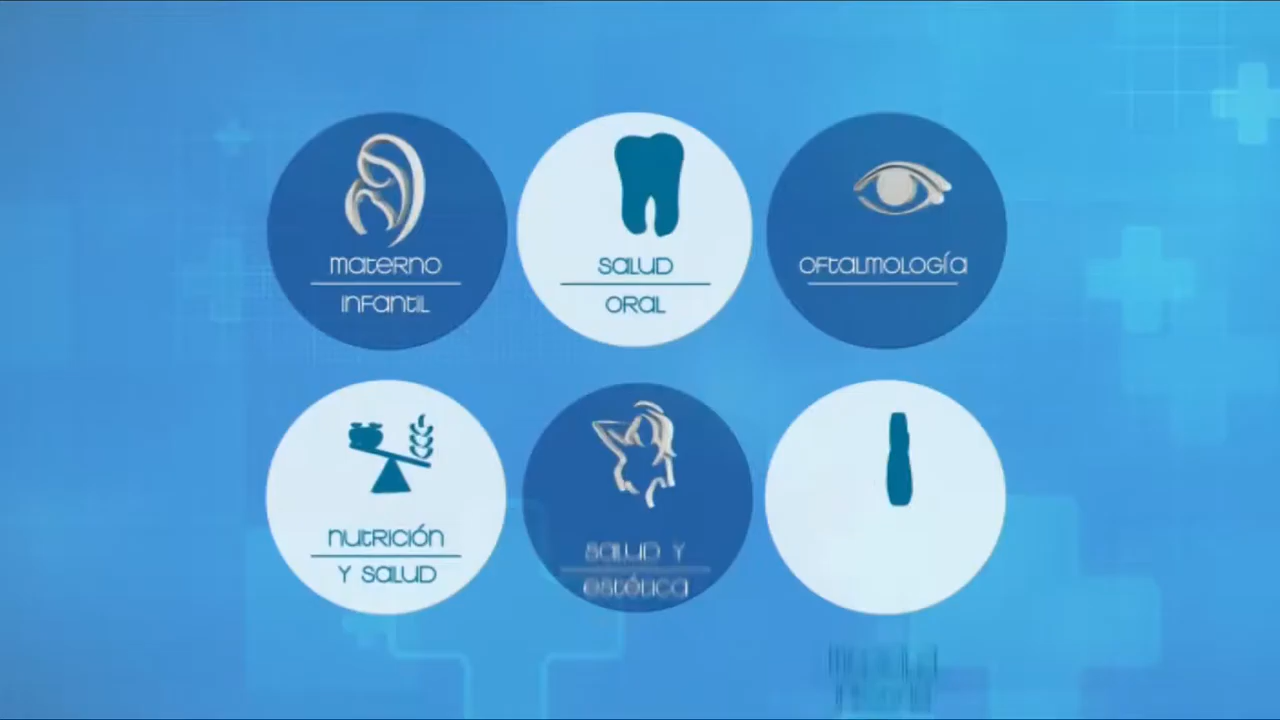 materno
infantil
salud
oral
oftalmología
nutrición
y salud
salud y
estética